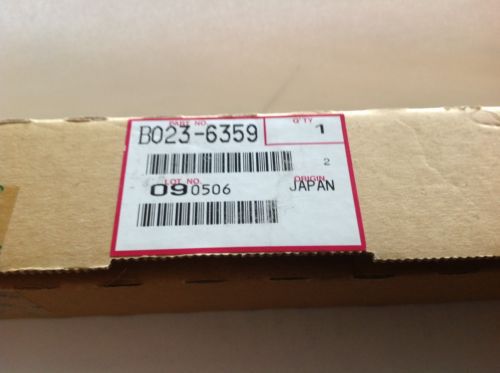 PART NO. Q'TY
B023-6359 1
2
LOT NO. ORIGIN
090506 JAPAN